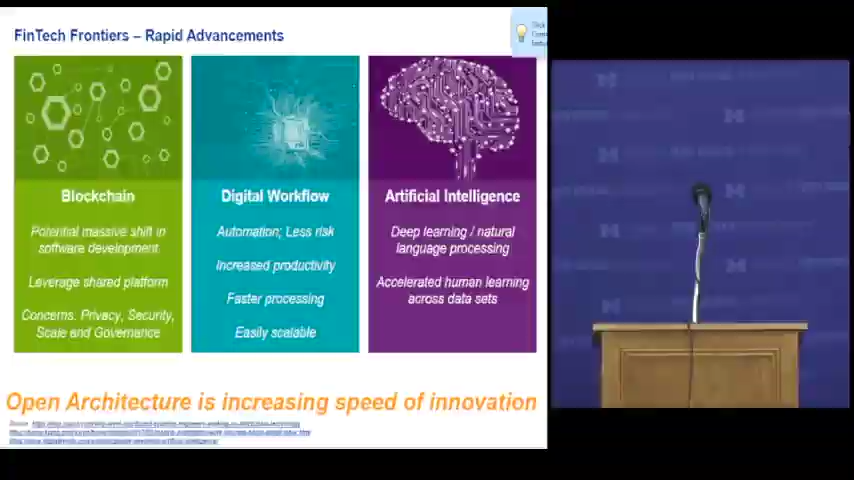 FinTech Frontiers – Rapid Advancements
Click
Blockchain
Potential massive shift in
software development
Leverage shared platform
Concerns: Privacy, Security,
Scale and Governance
Digital Workflow
Automation; Less risk
Increased productivity
Faster processing
Easily scalable
Artificial Intelligence
Deep learning / natural
language processing
Accelerated human learning
across data sets
Open Architecture is increasing speed of innovation